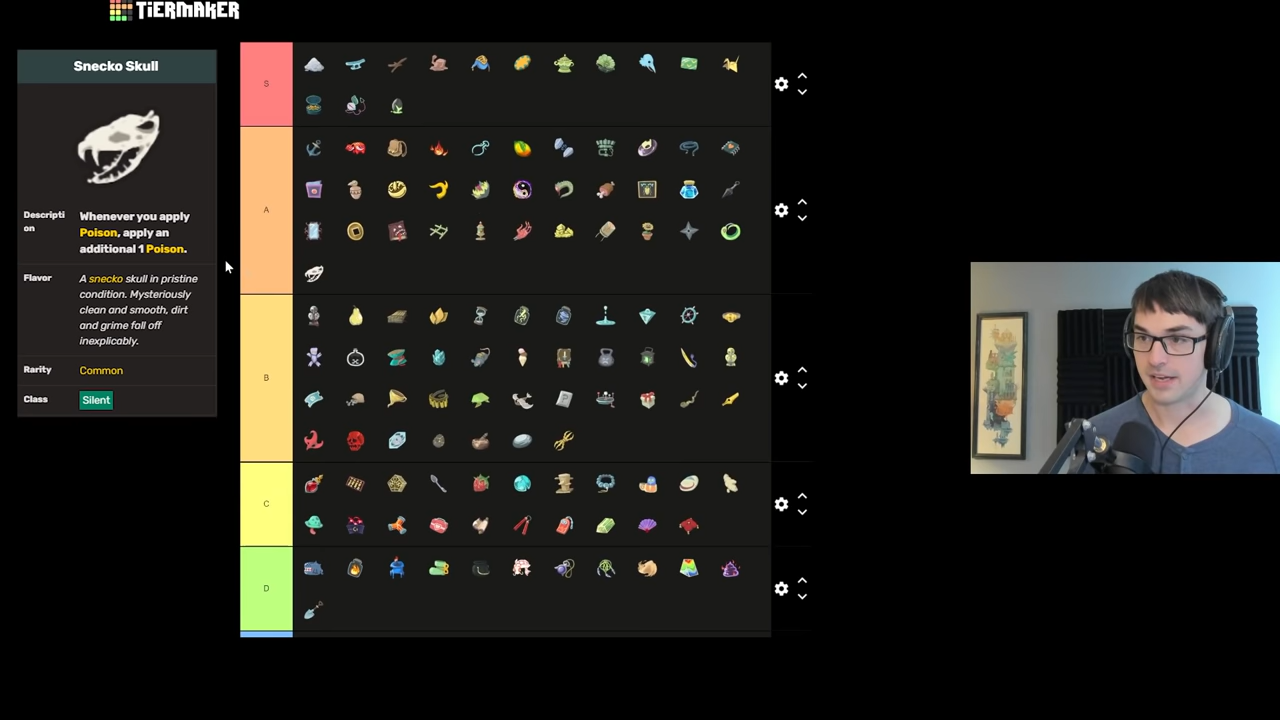 TiERMAKER
Snecko Skull
Descripti
on
Whenever you apply
Poison, apply an
additional 1 Poison.
Flavor
A snecko skull in pristine
condition. Mysteriously
clean and smooth, dirt
and grime fall off
inexplicably.
Rarity
Common
Class
Silent
S
A
B
C
D